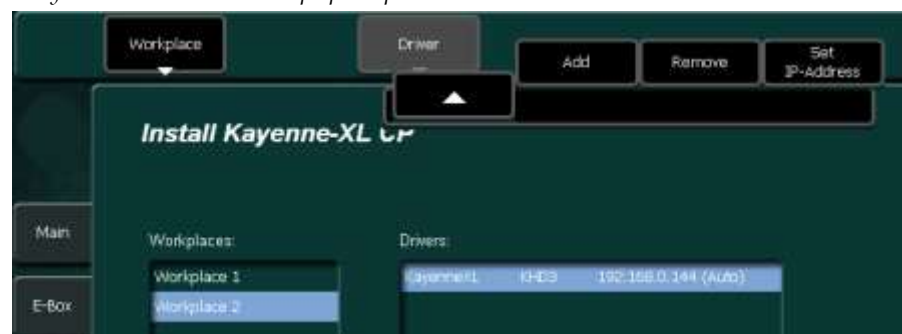 Workplace
Driver
Add
Remove
Set
IP-Address
Install Kayenne-XL CP
Main
Workplaces:
Drivers:
Workplace 1
KayenneXL KHD3 192.168.0.144 (Auto)
Workplace 2
E-Box